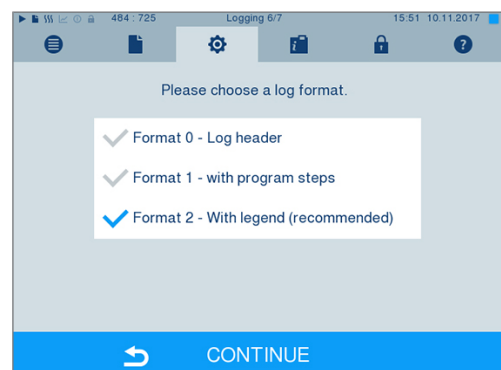 484 : 725 Logging 6/7 15:51 10.11.2017
Please choose a log format.
Format 0 - Log header
Format 1 - with program steps
Format 2 - With legend (recommended)
CONTINUE